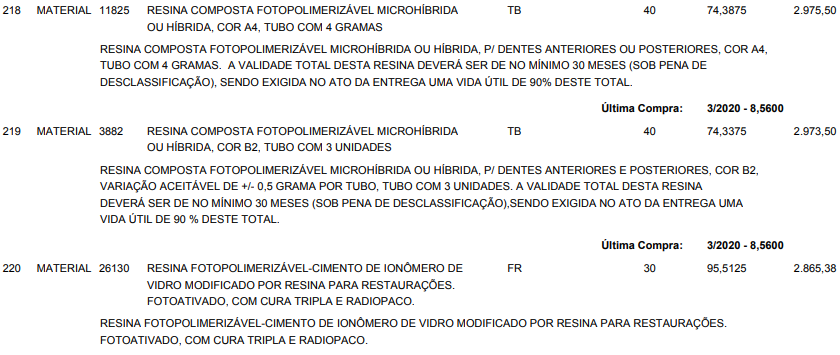 218 MATERIAL 11825 RESINA COMPOSTA FOTOPOLIMERIZÁVEL MICROHÍBRIDA TB 40 74,3875 2.975,50
OU HÍBRIDA, COR A4, TUBO COM 4 GRAMAS
RESINA COMPOSTA FOTOPOLIMERIZÁVEL MICROHÍBRIDA OU HÍBRIDA, P/ DENTES ANTERIORES OU POSTERIORES, COR A4,
TUBO COM 4 GRAMAS. A VALIDADE TOTAL DESTA RESINA DEVERÁ SER DE NO MÍNIMO 30 MESES (SOB PENA DE
DESCLASSIFICAÇÃO), SENDO EXIGIDA NO ATO DA ENTREGA UMA VIDA ÚTIL DE 90% DESTE TOTAL.
Última Compra: 3/2020 - 8,5600
219 MATERIAL 3882 RESINA COMPOSTA FOTOPOLIMERIZÁVEL MICROHÍBRIDA TB 40 74,3375 2.973,50
OU HÍBRIDA, COR B2, TUBO COM 3 UNIDADES
RESINA COMPOSTA FOTOPOLIMERIZÁVEL MICROHÍBRIDA OU HÍBRIDA, P/ DENTES ANTERIORES E POSTERIORES, COR B2,
VARIAÇÃO ACEITÁVEL DE +/- 0,5 GRAMA POR TUBO, TUBO COM 3 UNIDADES. A VALIDADE TOTAL DESTA RESINA
DEVERÁ SER DE NO MÍNIMO 30 MESES (SOB PENA DE DESCLASSIFICAÇÃO),SENDO EXIGIDA NO ATO DA ENTREGA UMA
VIDA ÚTIL DE 90 % DESTE TOTAL.
Última Compra: 3/2020 - 8,5600
220 MATERIAL 26130 RESINA FOTOPOLIMERIZÁVEL-CIMENTO DE IONÔMERO DE FR 30 95,5125 2.865,38
VIDRO MODIFICADO POR RESINA PARA RESTAURAÇÕES.
FOTOATIVADO, COM CURA TRIPLA E RADIOPACO.
RESINA FOTOPOLIMERIZÁVEL-CIMENTO DE IONÔMERO DE VIDRO MODIFICADO POR RESINA PARA RESTAURAÇÕES.
FOTOATIVADO, COM CURA TRIPLA E RADIOPACO.